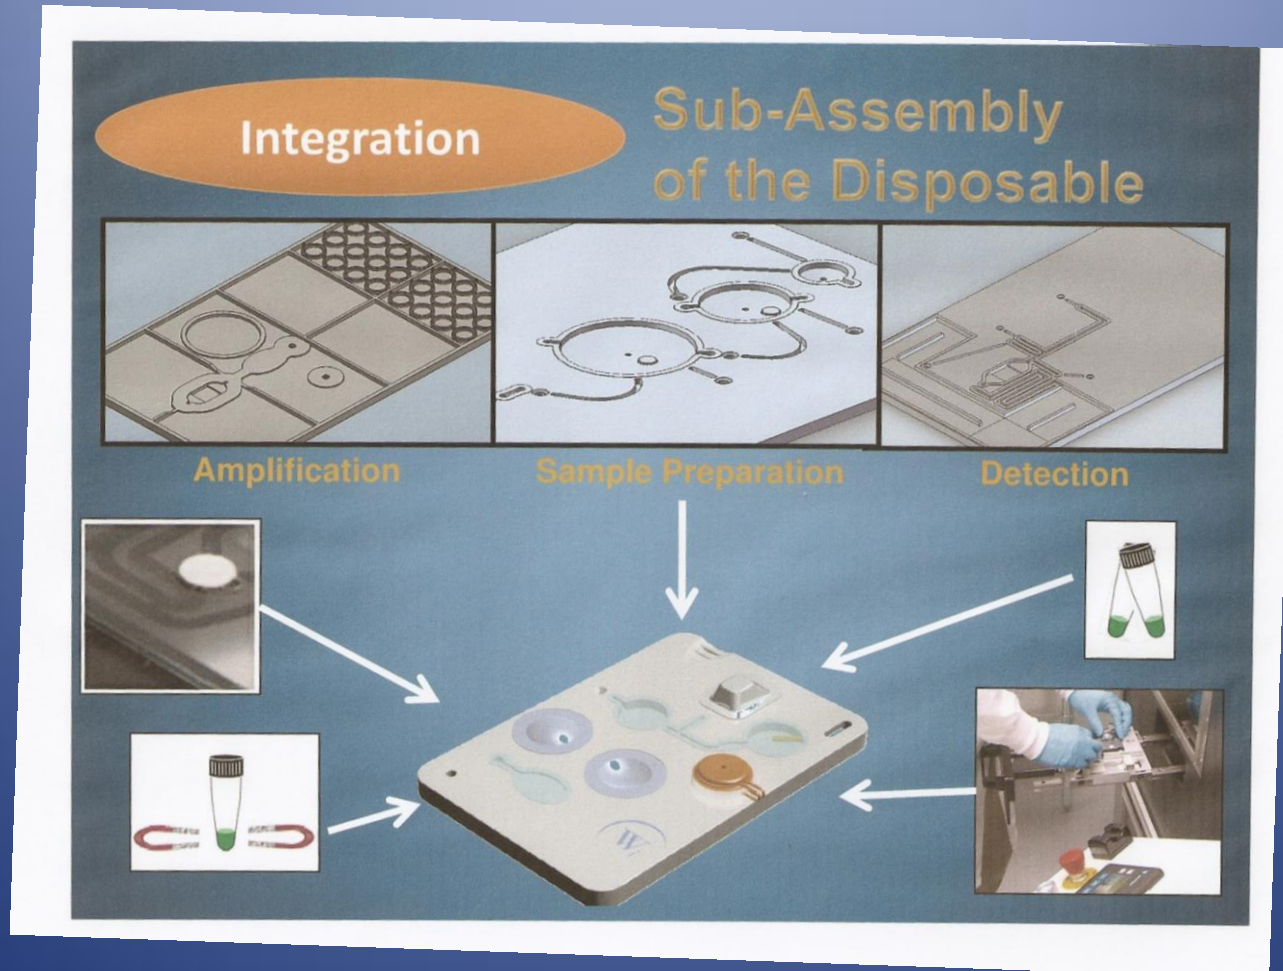 Integration
Sub-Assembly
of the Disposable
Amplification
Sample Preparation
Detection
W